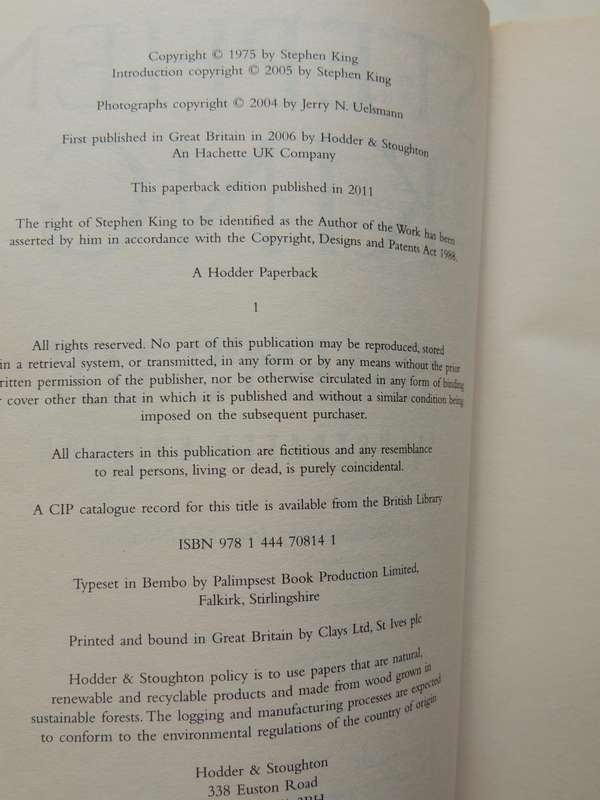 Copyright © 1975 by Stephen King
Introduction copyright © 2005 by Stephen King
Photographs copyright © 2004 by Jerry N. Uelsmann
First published in Great Britain in 2006 by Hodder & Stoughton
An Hachette UK Company
This paperback edition published in 2011
The right of Stephen King to be identified as the Author of the Work has been
asserted by him in accordance with the Copyright, Designs and Patents Act 1988.
A Hodder Paperback
1
All rights reserved. No part of this publication may be reproduced, stored
in a retrieval system, or transmitted, in any form or by any means without the prior
ritten permission of the publisher, nor be otherwise circulated in any form of binding
cover other than that in which it is published and without a similar condition being
imposed on the subsequent purchaser.
All characters in this publication are fictitious and any resemblance
to real persons, living or dead, is purely coincidental.
A CIP catalogue record for this title is available from the British Library
ISBN 978 1 444 70814 1
Typeset in Bembo by Palimpsest Book Production Limited,
Falkirk, Stirlingshire
Printed and bound in Great Britain by Clays Ltd, St Ives plc
Hodder & Stoughton policy is to use papers that are natural,
renewable and recyclable products and made from wood grown in
sustainable forests. The logging and manufacturing processes are expected
to conform to the environmental regulations of the country of origin
Hodder & Stoughton
338 Euston Road